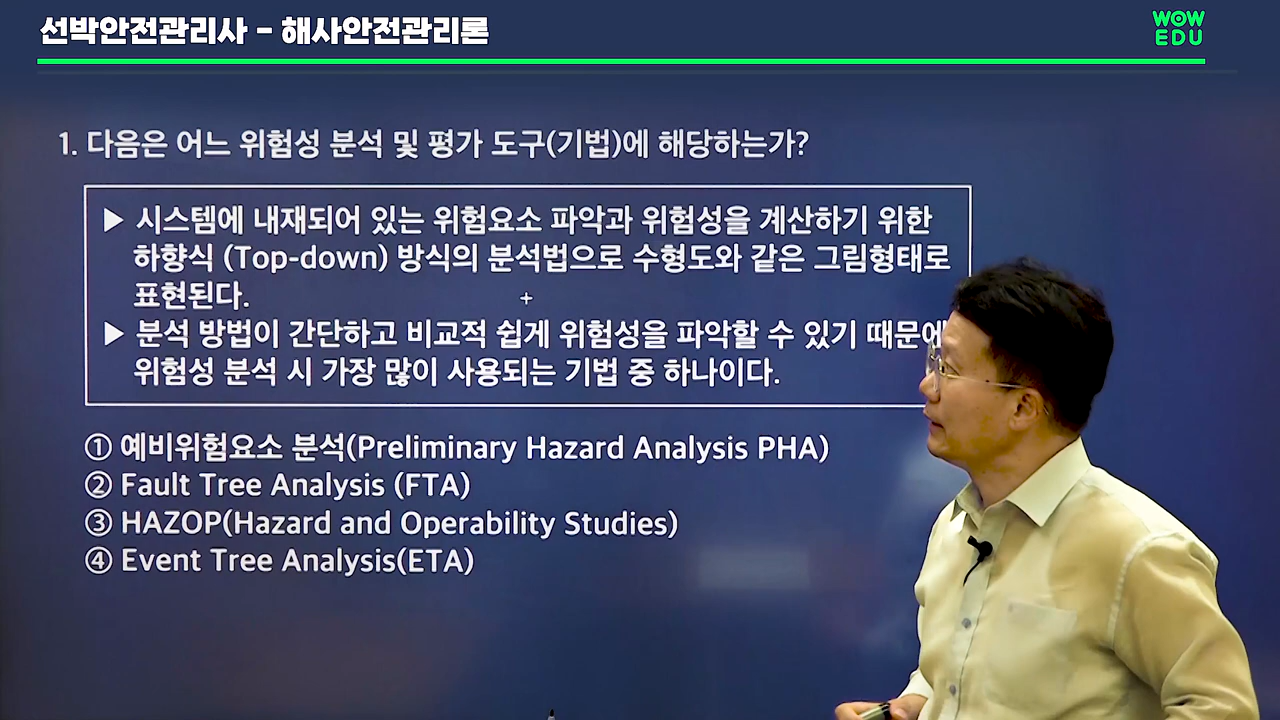 선박안전관리사 - 해사안전관리론
WOW
EDU
1. 다음은 어느 위험성 분석 및 평가 도구(기법)에 해당하는가?
▶ 시스템에 내재되어 있는 위험요소 파악과 위험성을 계산하기 위한
하향식 (Top-down) 방식의 분석법으로 수형도와 같은 그림형태로
표현된다.
▶ 분석 방법이 간단하고 비교적 쉽게 위험성을 파악할 수 있기 때문에
위험성 분석 시 가장 많이 사용되는 기법 중 하나이다.
① 예비위험요소 분석(Preliminary Hazard Analysis PHA)
② Fault Tree Analysis (FTA)
③ HAZOP(Hazard and Operability Studies)
④ Event Tree Analysis(ETA)